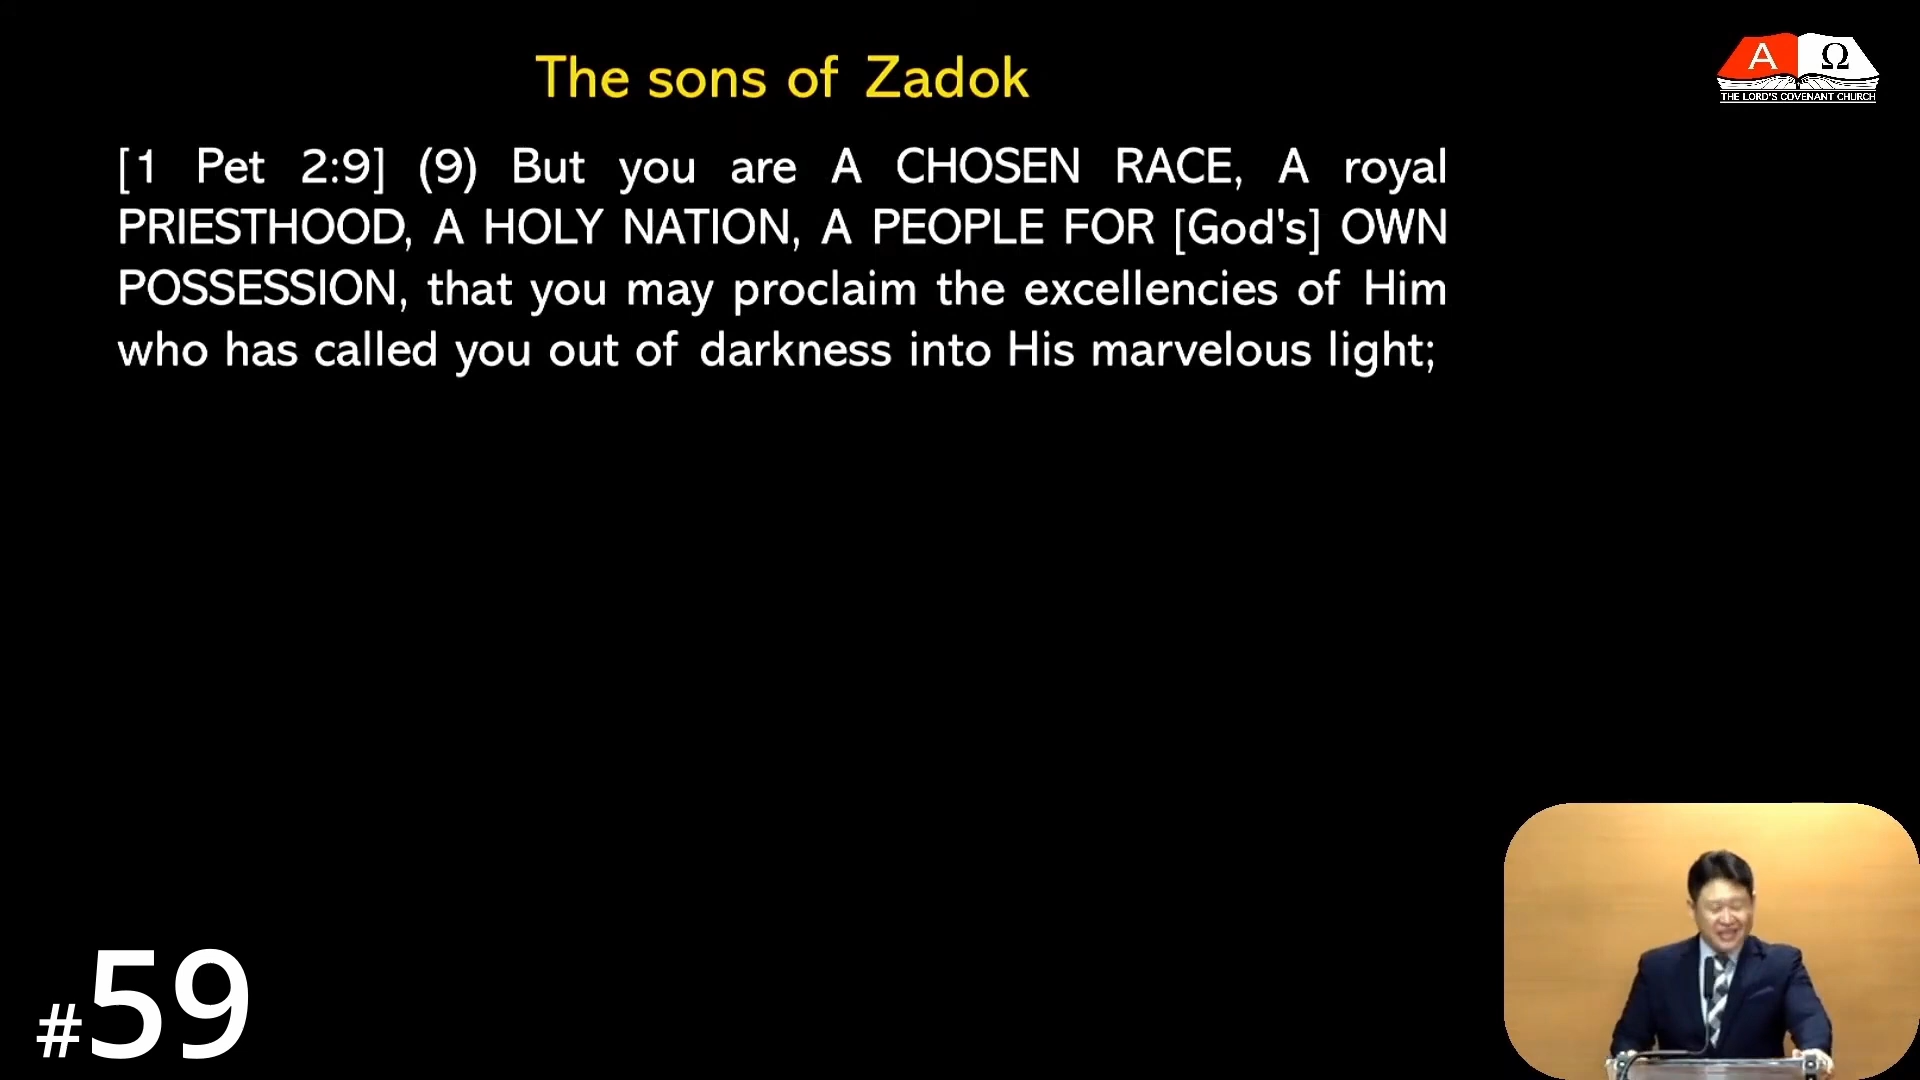 The sons of Zadok
A Ω
THE LORD'S COVENANT CHURCH
[1 Pet 2:9] (9) But you are A CHOSEN RACE, A royal
PRIESTHOOD, A HOLY NATION, A PEOPLE FOR [God's] OWN
POSSESSION, that you may proclaim the excellencies of Him
who has called you out of darkness into His marvelous light;
#59